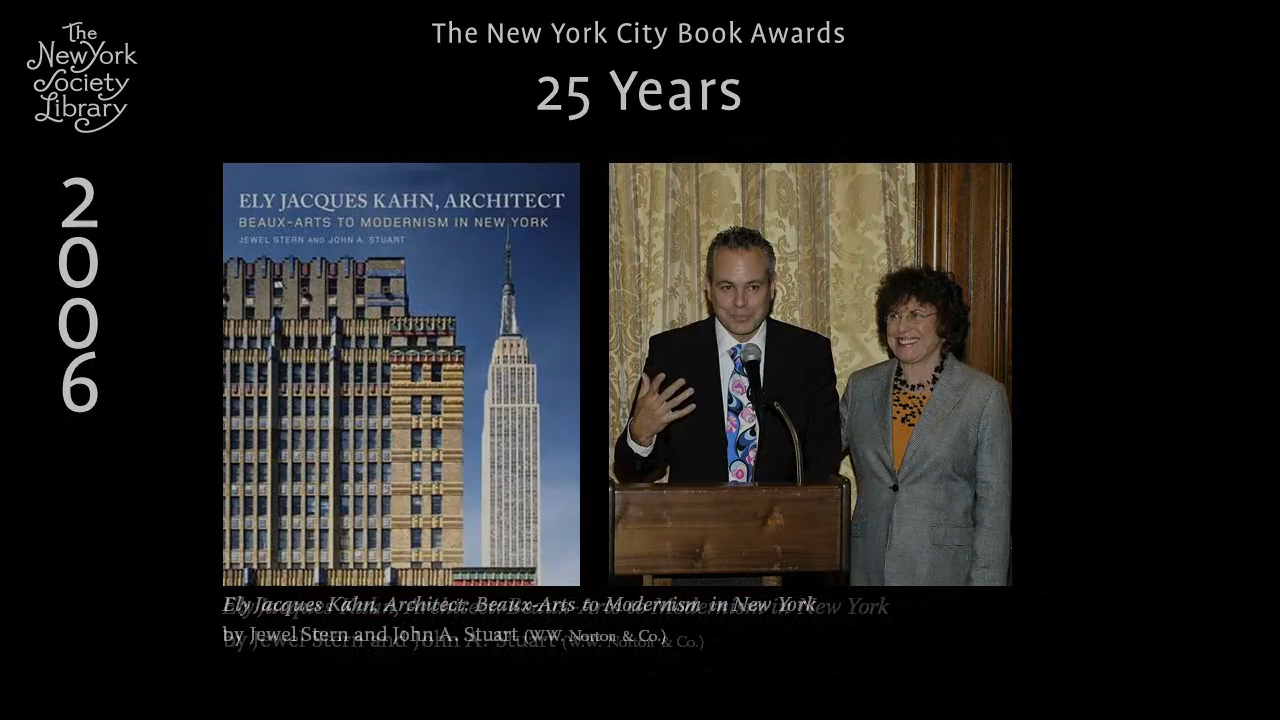 The
New York
Society
Library
The New York City Book Awards
25 Years
2006
ELY JACQUES KAHN, ARCHITECT
BEAUX-ARTS TO MODERNISM IN NEW YORK
JEWEL STERN AND JOHN A. STUART
Ely Jacques Kahn, Architect: Beaux-Arts to Modernism in New York
by Jewel Stern and John A. Stuart (W.W. Norton & Co.)